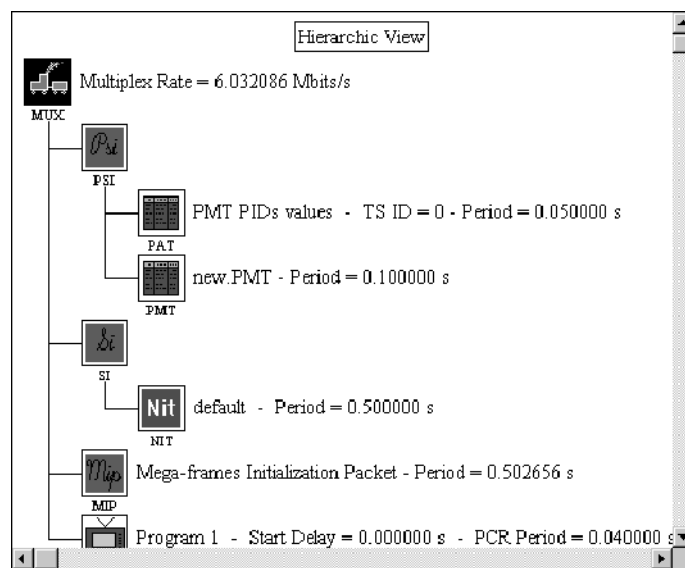 Hierarchic View
Multiplex Rate = 6.032086 Mbits/s
MUX
Psi
PSI
PMT PIDs values - TS ID = 0 - Period = 0.050000 s
PAT
new.PMT - Period = 0.100000 s
PMT
Si
SI
Nit default - Period = 0.500000 s
NIT
Mip Mega-frames Initialization Packet - Period = 0.502656 s
MIP
Program 1 - Start Delay = 0.000000 s - PCR Period = 0.040000 s